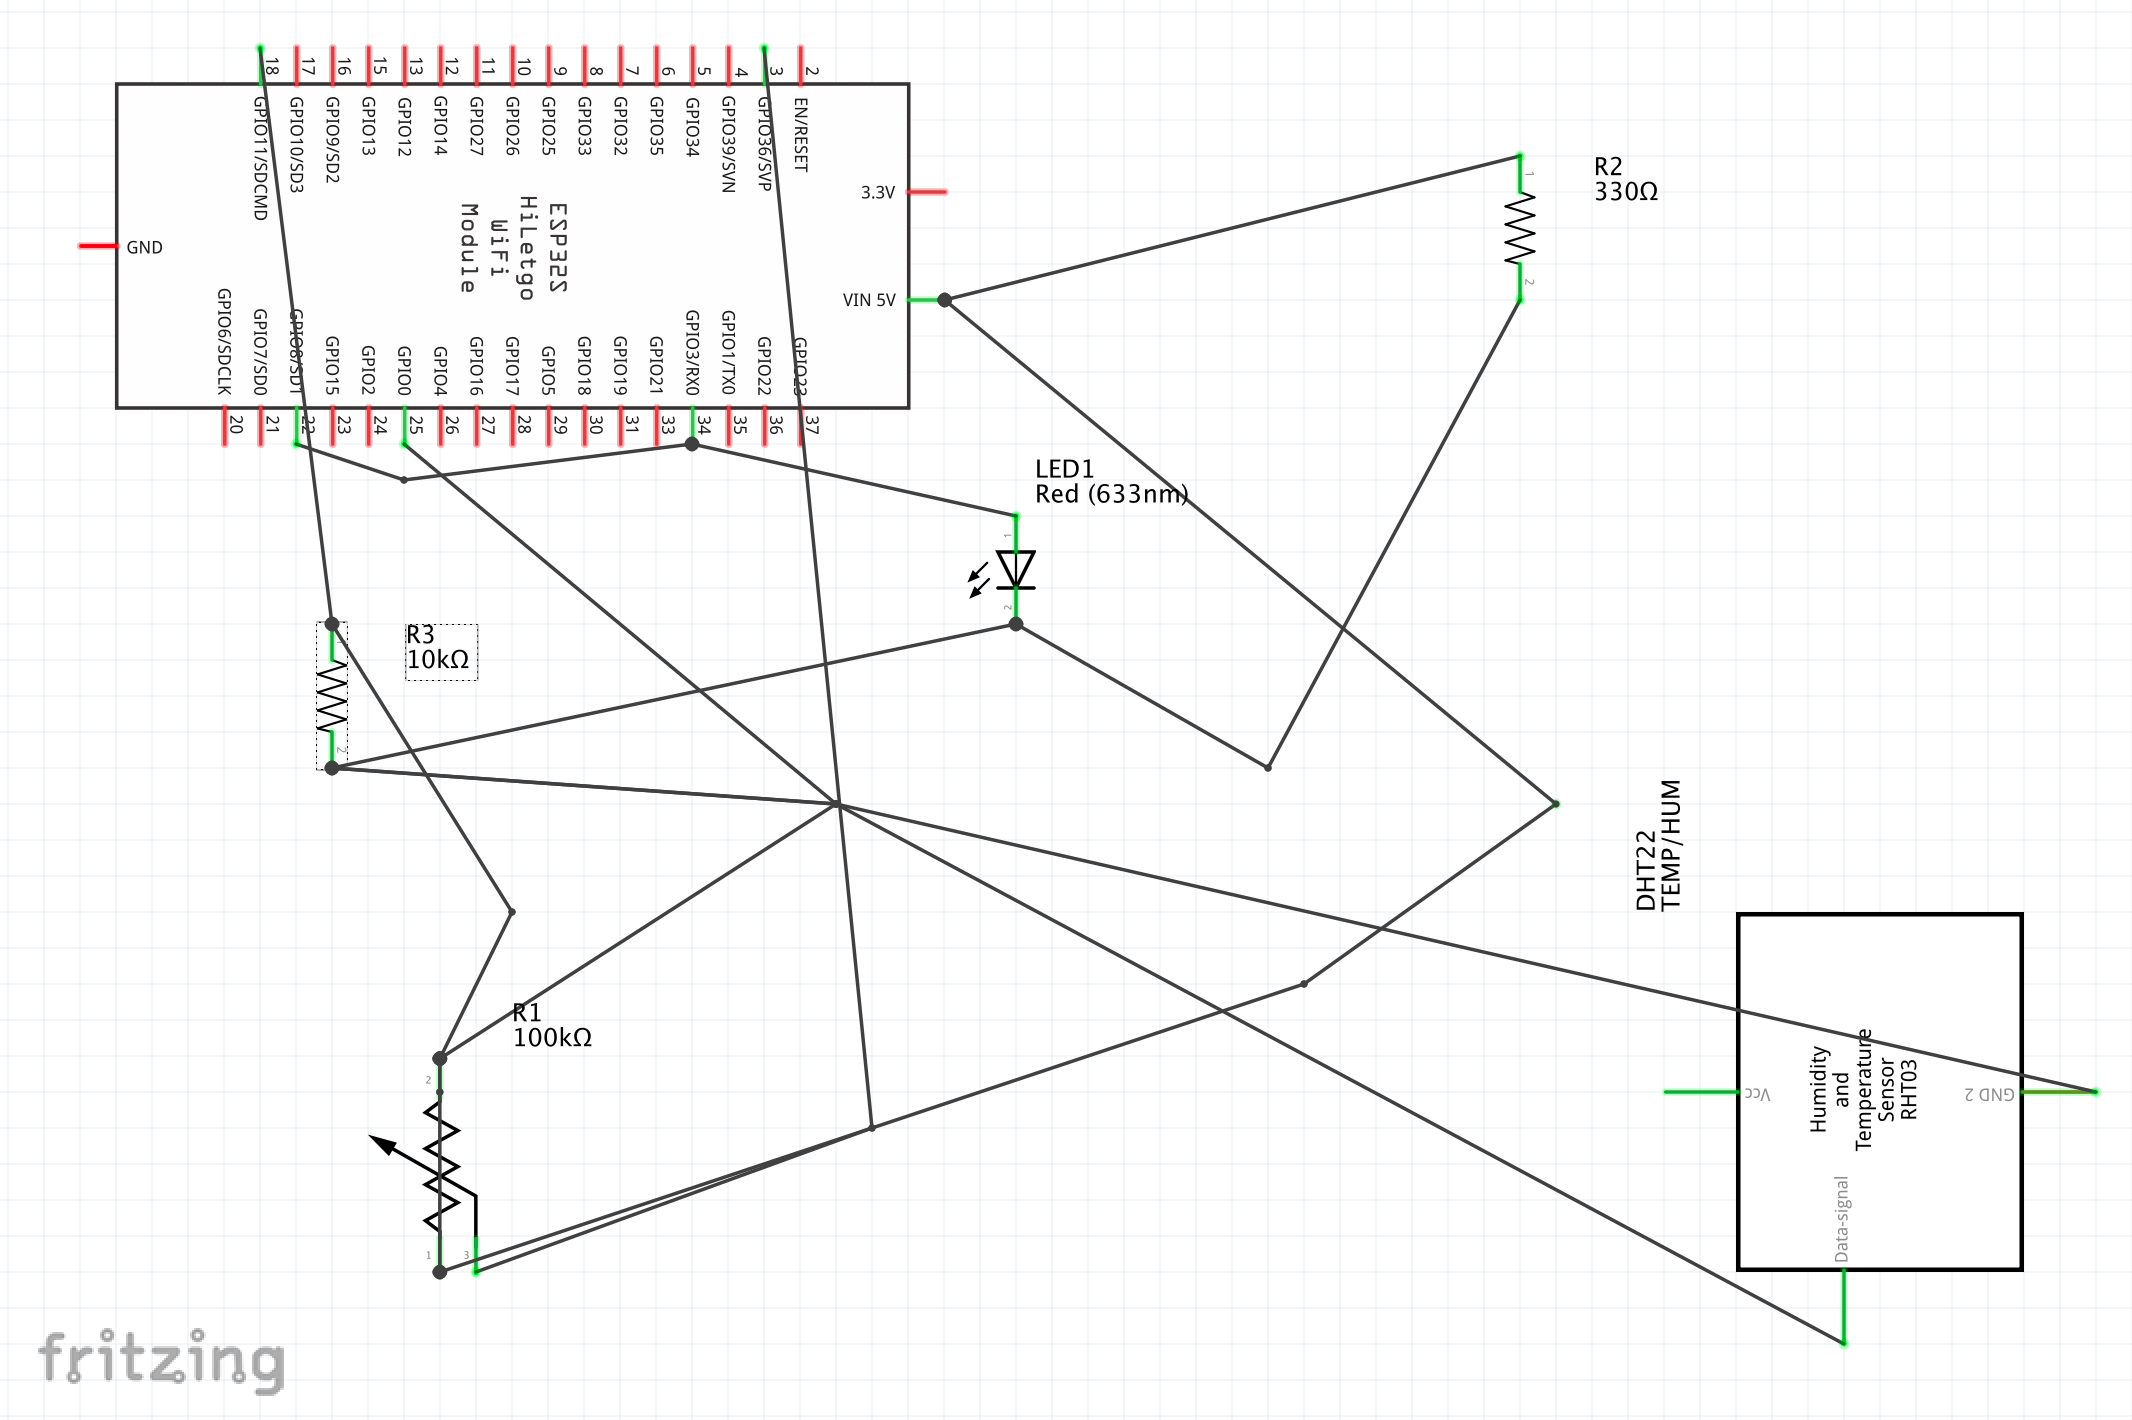 18
17
16
15
13
12
11
10
9
8
7
6
5
4
3
2
GPIO11/SDCMD
GPIO10/SD3
GPIO9/SD2
GPIO13
GPIO12
GPIO14
GPIO27
GPIO26
GPIO25
GPIO33
GPIO32
GPIO35
GPIO34
GPIO39/SVN
GPIO36/SVP
EN/RESET
3.3V
GND
VIN 5V
ESP32S
HiLetgo
WiFi
Module
GPIO6/SDCLK
GPIO7/SD0
GPIO8/SD1
GPIO15
GPIO2
GPIO0
GPIO4
GPIO16
GPIO17
GPIO5
GPIO18
GPIO19
GPIO21
GPIO3/RX0
GPIO1/TX0
GPIO22
GPIO23
20
21
22
23
24
25
26
27
28
29
30
31
33
34
35
36
37
R2
330Ω
1
2
LED1
Red (633nm)
1
2
R3
10kΩ
1
2
R1
100kΩ
2
1
3
DHT22
TEMP/HUM
Vcc
Humidity
and
Temperature
Sensor
RHT03
GND 2
Data-signal
fritzing